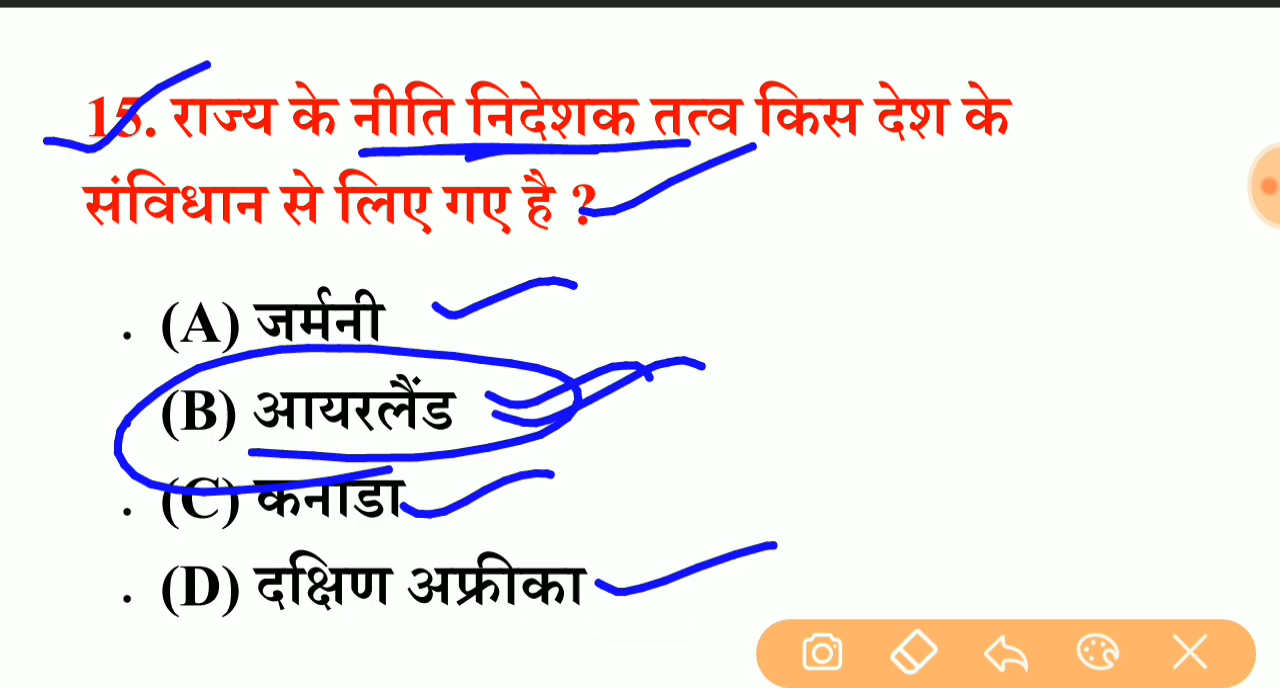 15. राज्य के नीति निदेशक तत्व किस देश के
संविधान से लिए गए है ?
. (A) जर्मनी
(B) आयरलैंड
. (C) कनाडा
. (D) दक्षिण अफ्रीका